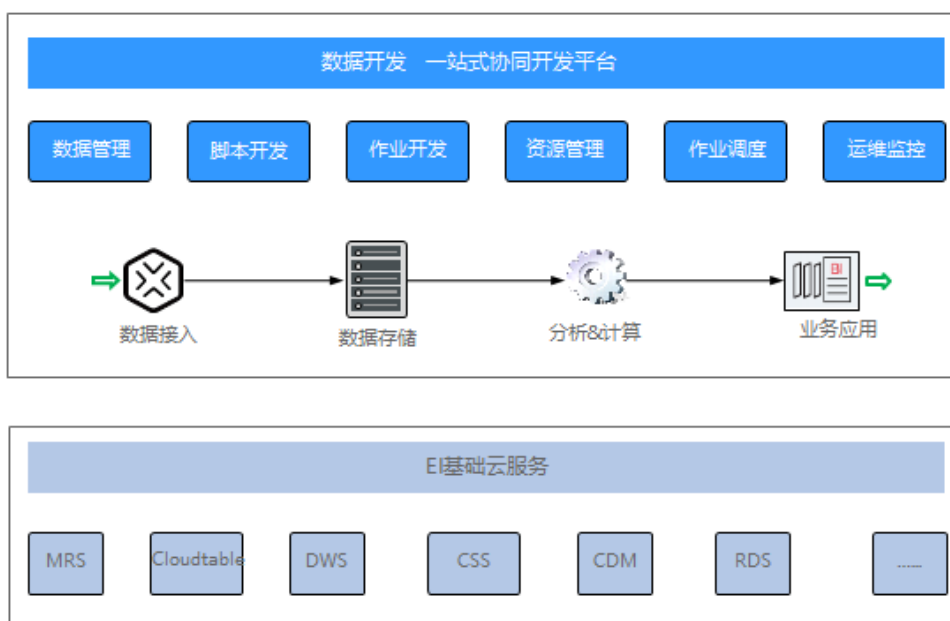 数据开发 一站式协同开发平台
数据管理
脚本开发
作业开发
资源管理
作业调度
运维监控
BI
数据接入
数据存储
分析&计算
业务应用
EI基础云服务
MRS
Cloudtable
DWS
CSS
CDM
RDS
......